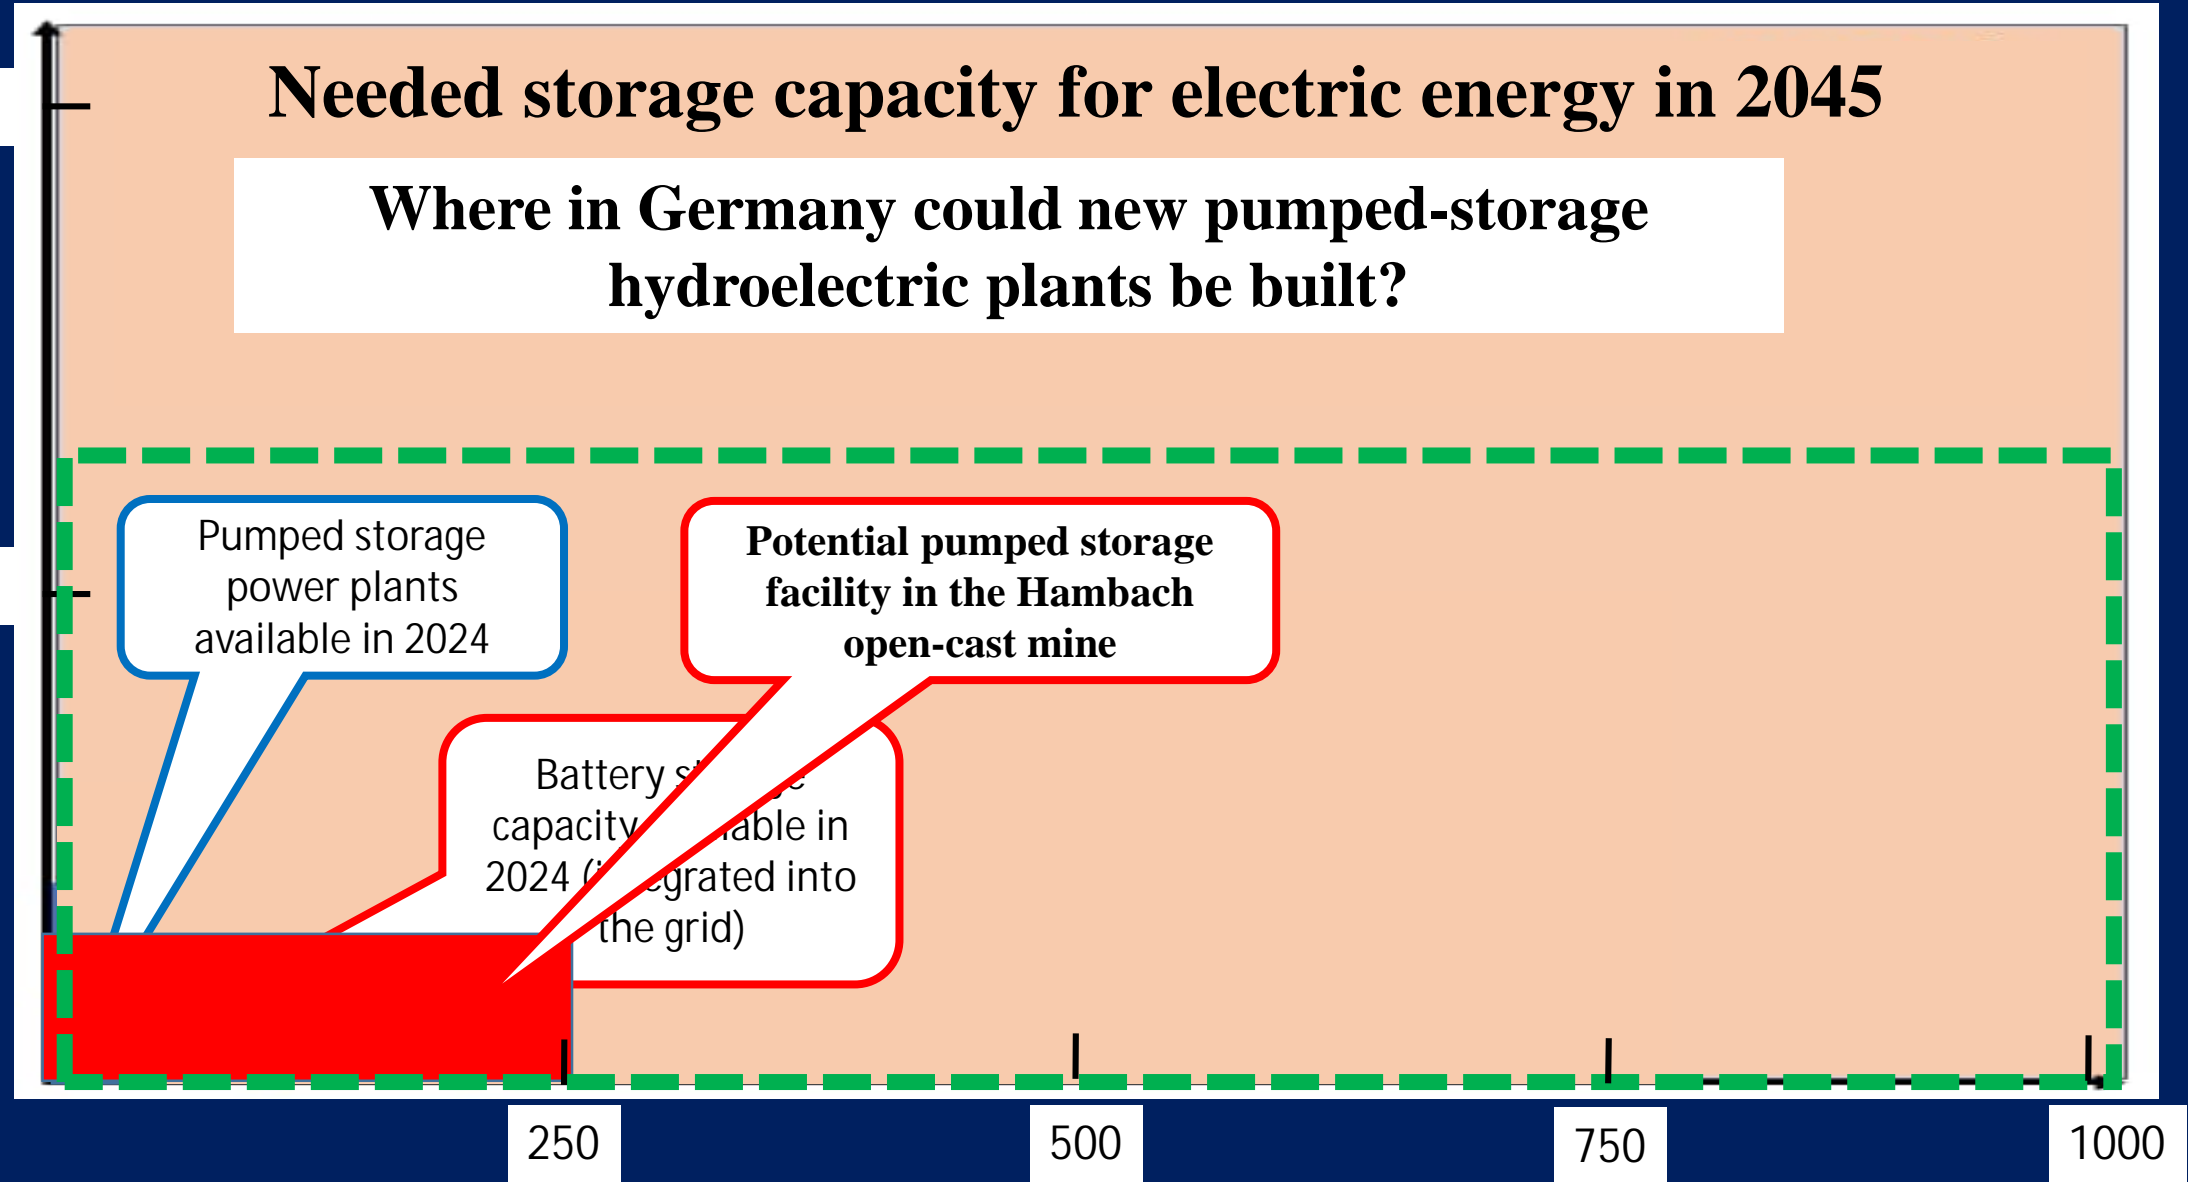 Needed storage capacity for electric energy in 2045
Where in Germany could new pumped-storage
hydroelectric plants be built?
Pumped storage
power plants
available in 2024
Potential pumped storage
facility in the Hambach
open-cast mine
Battery
capacity
in
2024
into
the grid)
250
500
750
1000